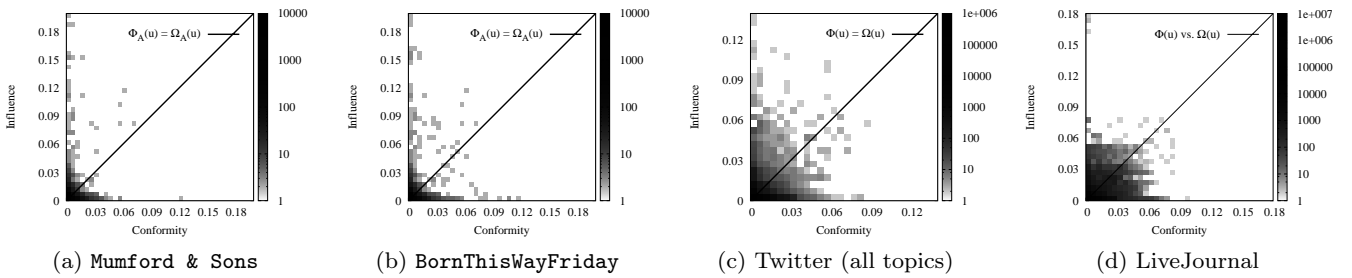 0.18
0.15
0.12
0.09
0.06
0.03
0
Influence
0 0.03 0.06 0.09 0.12 0.15 0.18
Conformity
Φ_A(u) = Ω_A(u)
10000
1000
100
10
1
(a) Mumford & Sons
0.18
0.15
0.12
0.09
0.06
0.03
0
Influence
0 0.03 0.06 0.09 0.12 0.15 0.18
Conformity
Φ_A(u) = Ω_A(u)
10000
1000
100
10
1
(b) BornThisWayFriday
0.12
0.09
0.06
0.03
0
Influence
0 0.03 0.06 0.09 0.12
Conformity
Φ(u) = Ω(u)
1e+006
100000
10000
1000
100
10
1
(c) Twitter (all topics)
0.18
0.15
0.12
0.09
0.06
0.03
0
Influence
0 0.03 0.06 0.09 0.12 0.15 0.18
Conformity
Φ(u) vs. Ω(u)
1e+007
1e+006
100000
10000
1000
100
10
1
(d) LiveJournal